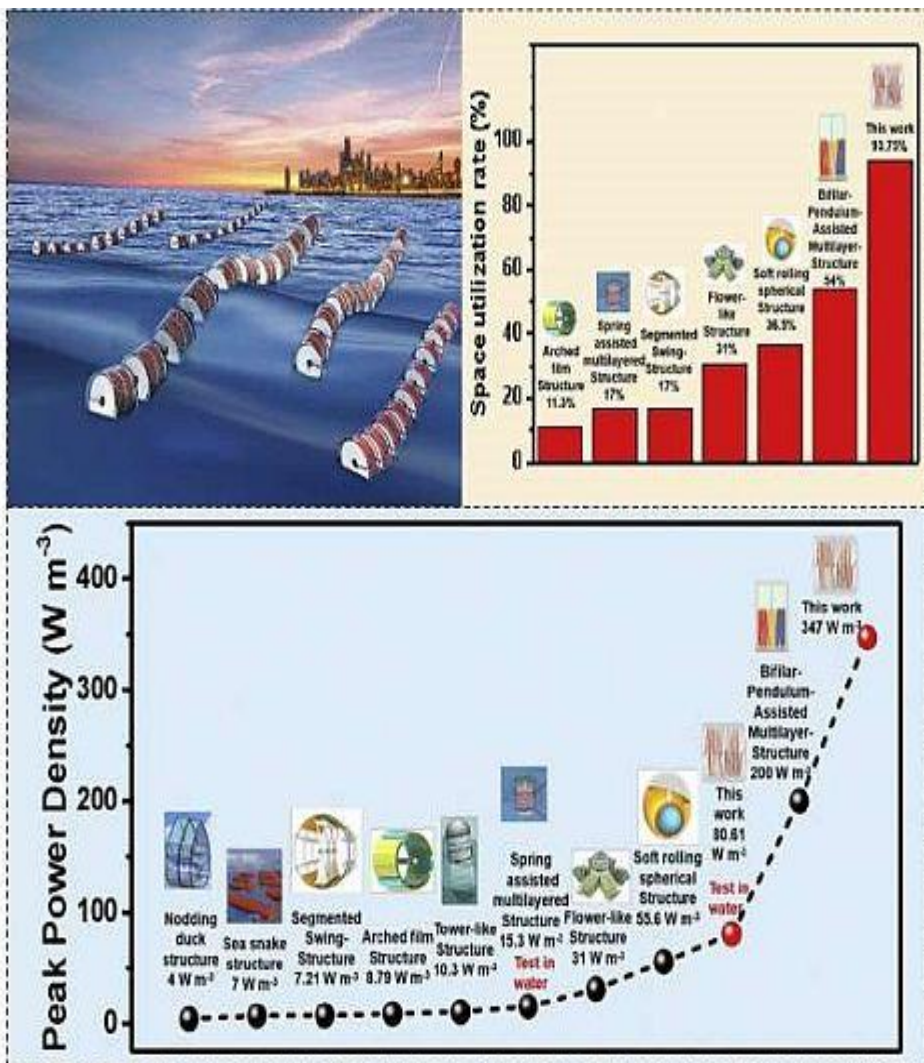 Space utilization rate (%)
100
80
60
40
20
0
Arched
film
Structure
11.3%
Spring
assisted
multilayered
Structure
17%
Segmented
Swing-
Structure
17%
Flower-
like
Structure
31%
Soft rolling
spherical
Structure
36.5%
Bifilar-
Pendulum-
Assisted
Multilayer-
Structure
54%
This work
93.75%
Peak Power Density (W m⁻³)
400
300
200
100
0
Nodding
duck
structure
4 W m⁻³
Sea snake
structure
7 W m⁻³
Segmented
Swing-
Structure
7.21 W m⁻³
Arched film
Structure
8.79 W m⁻³
Tower-like
Structure
10.3 W m⁻³
Spring
assisted
multilayered
Structure
15.3 W m⁻³
Test in
water
Flower-like
Structure
31 W m⁻³
Soft rolling
spherical
Structure
55.6 W m⁻³
This
work
80.61
W m⁻³
Test in
water
Bifilar-
Pendulum-
Assisted
Multilayer-
Structure
200 W m⁻³
This work
347 W m⁻³